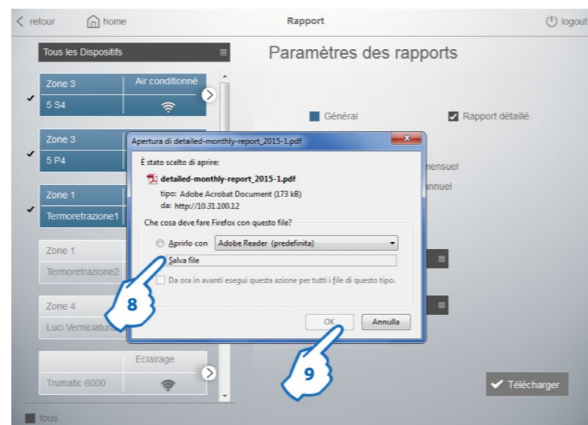 retour
home
Rapport
logout
Tous les Dispositifs
Paramètres des rapports
Zone 3
Air conditionné
5 S4
Général
Rapport détaillé
Zone 3
5 P4
Zone 1
Termoretrazione1
Zone 1
Termoretrazione2
Zone 4
Luci Verniciatura
Eclairage
Trumatic 6000
tous
mensuel
annuel
Télécharger
Apertura di detailed-monthly-report_2015-1.pdf
È stato scelto di aprire:
detailed-monthly-report_2015-1.pdf
tipo: Adobe Acrobat Document (173 kB)
da: http://10.31.100.12
Che cosa deve fare Firefox con questo file?
Aprirlo con Adobe Reader (predefinita)
Salva file
Da ora in avanti esegui questa azione per tutti i file di questo tipo.
OK Annulla
8
9